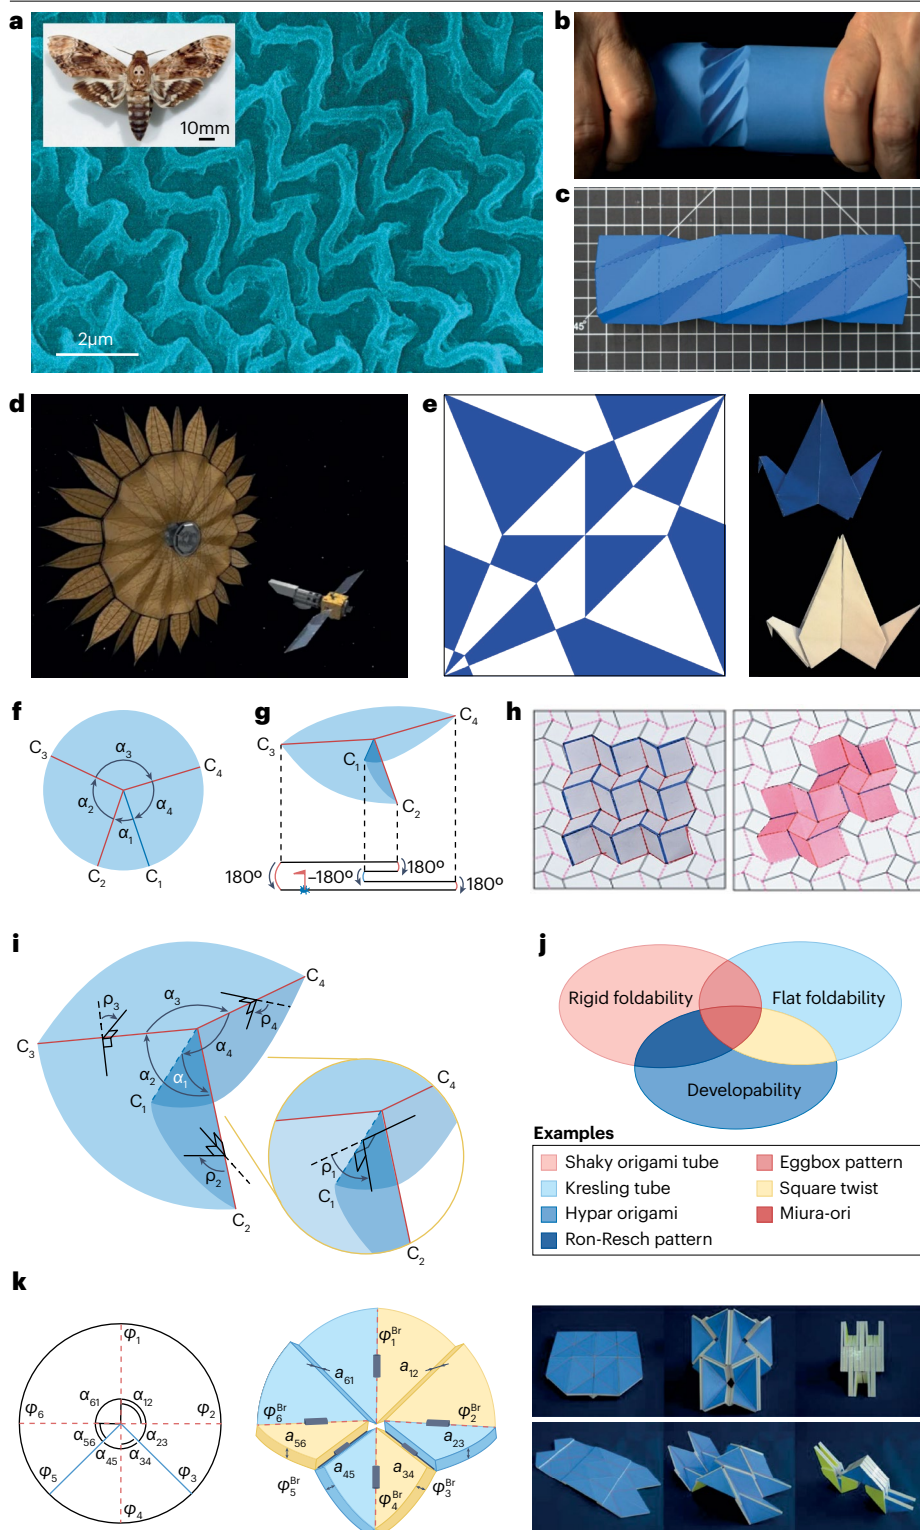 a
10mm
2μm
b
c
45°
d
e
f
C3
C4
α3
α2
α4
α1
C2
C1
g
C3
C4
C1
C2
180º
–180º
180º
180º
h
i
C4
ρ3
α3
ρ4
C3
α4
α2
α1
C1
ρ2
C2
C4
ρ1
C1
C2
j
Rigid foldability
Flat foldability
Developability
Examples
Shaky origami tube
Eggbox pattern
Kresling tube
Square twist
Hypar origami
Miura-ori
Ron-Resch pattern
k
φ1
α61
α12
φ6
φ2
α56
α23
α45
α34
φ5
φ3
φ4
φ1Br
a61
a12
φ6Br
φ2Br
a56
a23
a45
a34
φ5Br
φ4Br
φ3Br